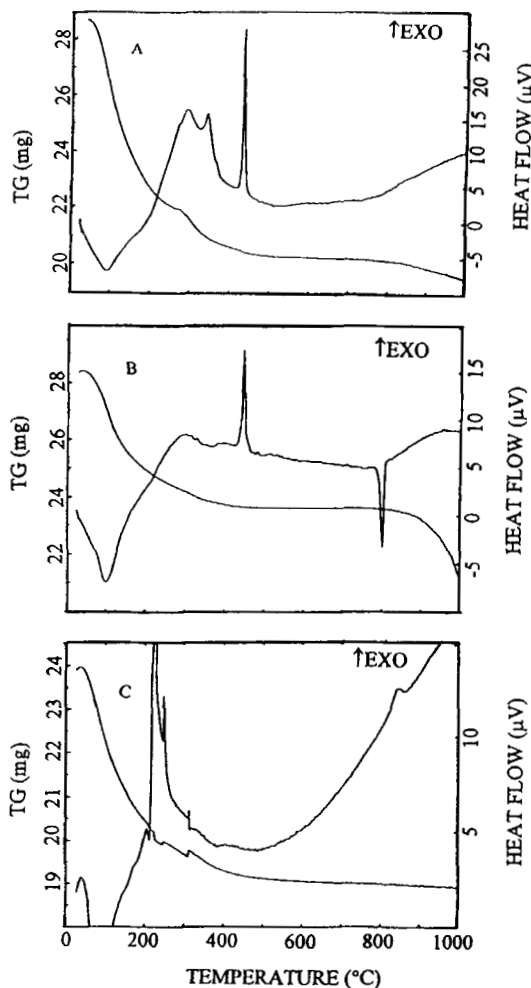 A
↑EXO
TG (mg)
28
26
24
22
20
25
20
15
10
5
0
-5
HEAT FLOW (µV)
B
↑EXO
TG (mg)
28
26
24
22
15
10
5
0
-5
HEAT FLOW (µV)
C
↑EXO
TG (mg)
24
23
22
21
20
19
10
5
HEAT FLOW (µV)
0 200 400 600 800 1000
TEMPERATURE (°C)